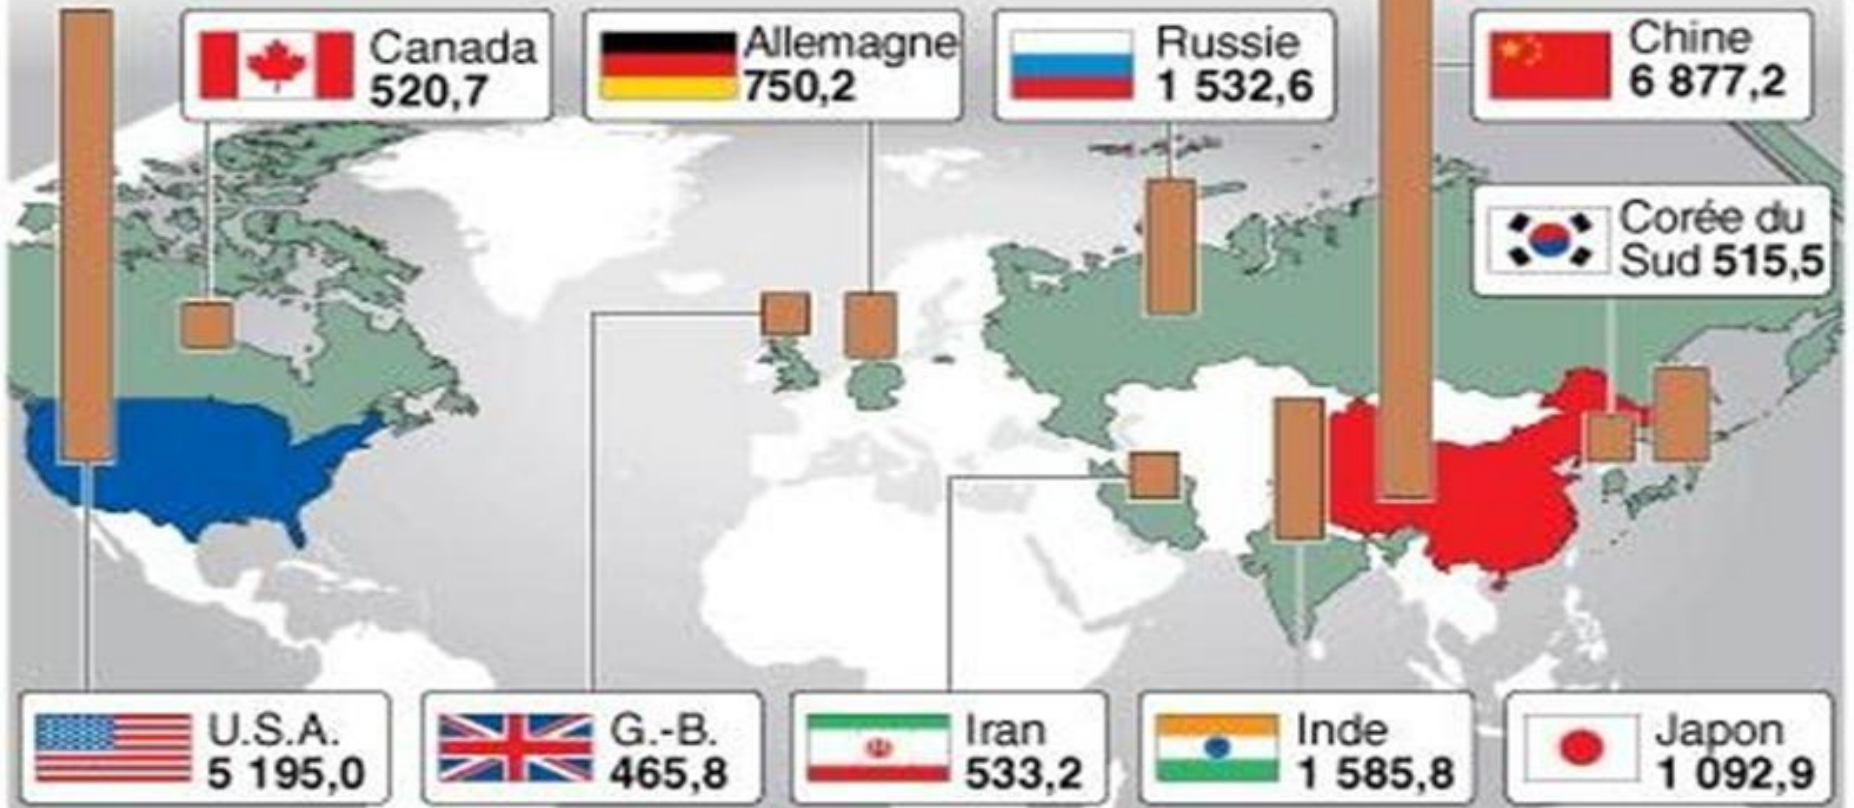 Canada
520,7
Allemagne
750,2
Russie
1 532,6
Chine
6 877,2
Corée du
Sud 515,5
U.S.A.
5 195,0
G.-B.
465,8
Iran
533,2
Inde
1 585,8
Japon
1 092,9